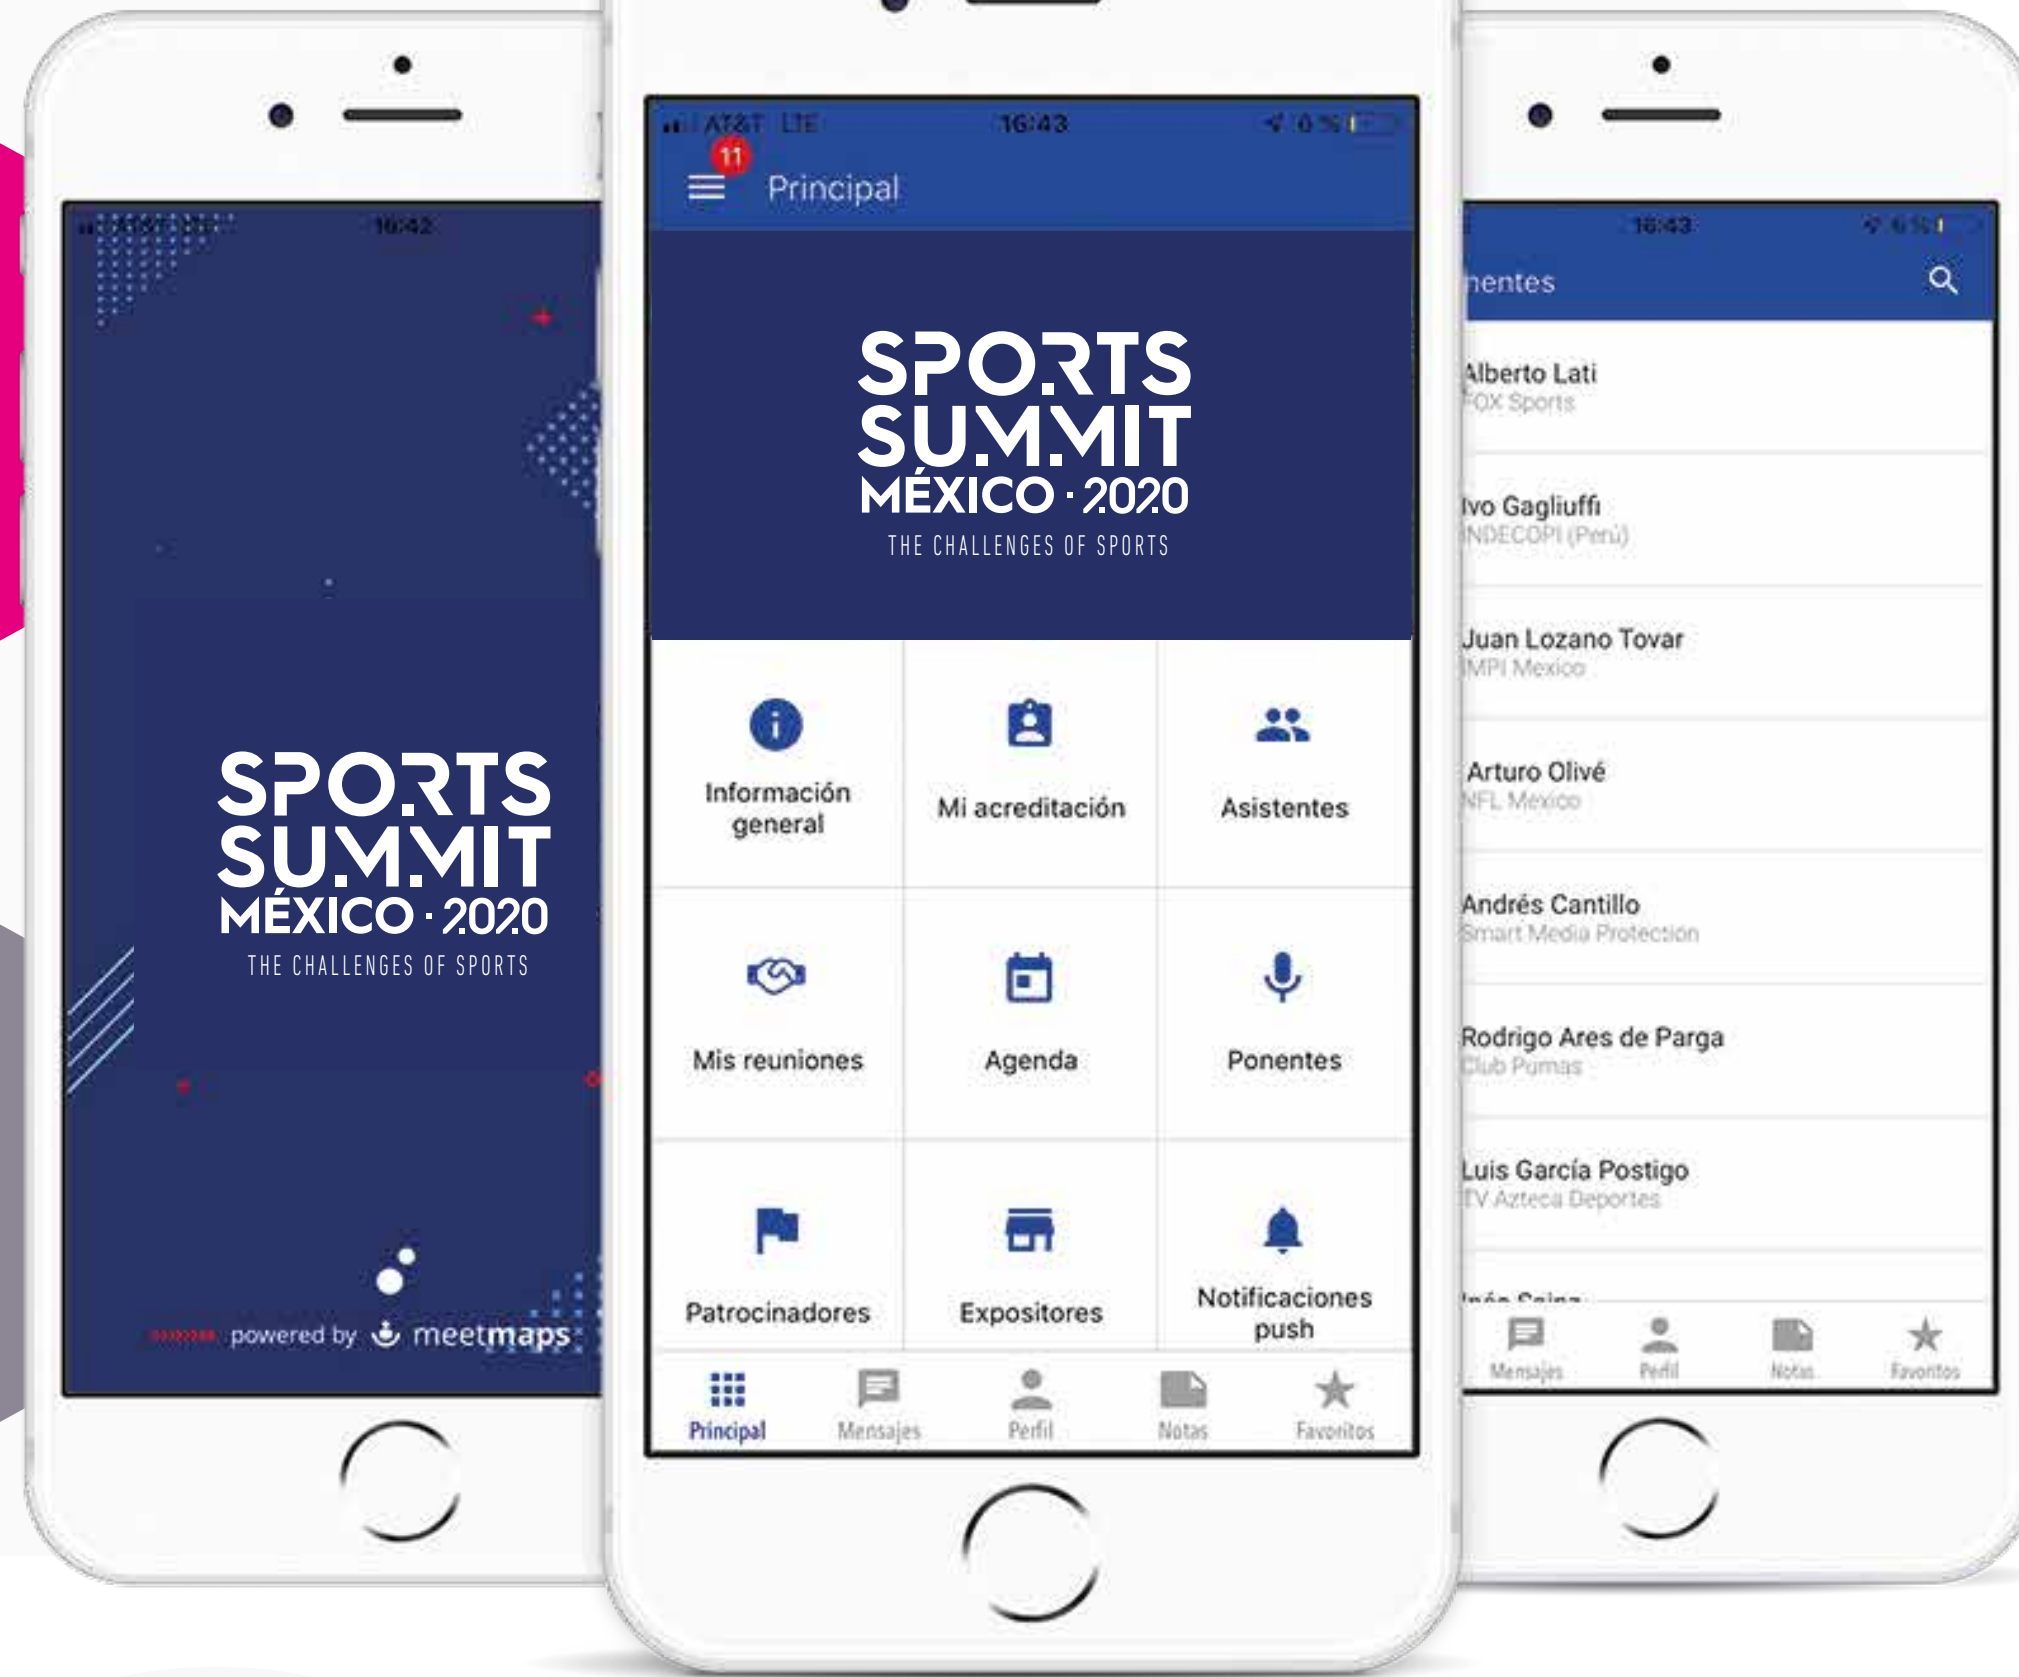 16:42
SPORTS
SUMMIT
MÉXICO · 2020
THE CHALLENGES OF SPORTS
powered by meetmaps
AT&T LTE 16:43 6 %
11
Principal
SPORTS
SUMMIT
MÉXICO · 2020
THE CHALLENGES OF SPORTS
Información
general
Mi acreditación
Asistentes
Mis reuniones
Agenda
Ponentes
Patrocinadores
Expositores
Notificaciones
push
Principal
Mensajes
Perfil
Notas
Favoritos
16:43 6 %
nentes
Alberto Lati
FOX Sports
Ivo Gagliuffi
INDECOPI (Perú)
Juan Lozano Tovar
IMPI Mexico
Arturo Olivé
NFL Mexico
Andrés Cantillo
Smart Media Protection
Rodrigo Ares de Parga
Club Pumas
Luis García Postigo
TV Azteca Deportes
Mensajes
Perfil
Notas
Favoritos